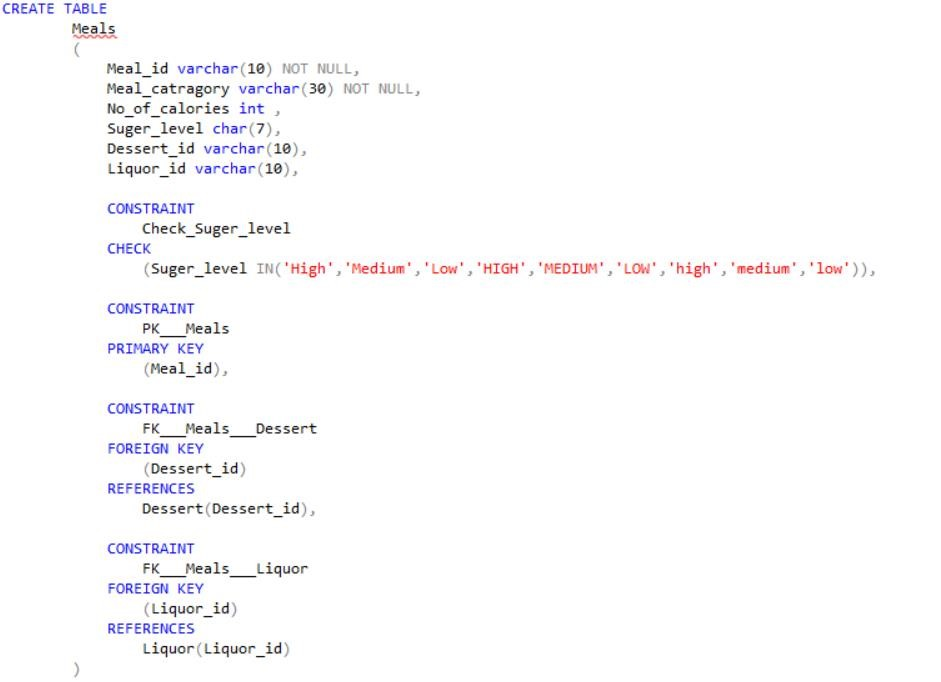 CREATE TABLE
Meals
(
Meal_id varchar(10) NOT NULL,
Meal_catragory varchar(30) NOT NULL,
No_of_calories int ,
Suger_level char(7),
Dessert_id varchar(10),
Liquor_id varchar(10),
CONSTRAINT
Check_Suger_level
CHECK
(Suger_level IN('High','Medium','Low','HIGH','MEDIUM','LOW','high','medium','low')),
CONSTRAINT
PK___Meals
PRIMARY KEY
(Meal_id),
CONSTRAINT
FK___Meals___Dessert
FOREIGN KEY
(Dessert_id)
REFERENCES
Dessert(Dessert_id),
CONSTRAINT
FK___Meals___Liquor
FOREIGN KEY
(Liquor_id)
REFERENCES
Liquor(Liquor_id)
)